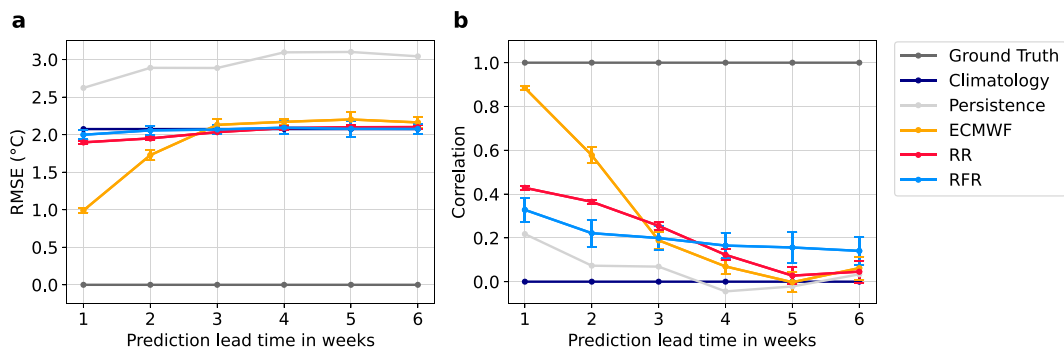 a
RMSE (°C)
3.0
2.5
2.0
1.5
1.0
0.5
0.0
1 2 3 4 5 6
Prediction lead time in weeks
b
Correlation
1.0
0.8
0.6
0.4
0.2
0.0
1 2 3 4 5 6
Prediction lead time in weeks
Ground Truth
Climatology
Persistence
ECMWF
RR
RFR